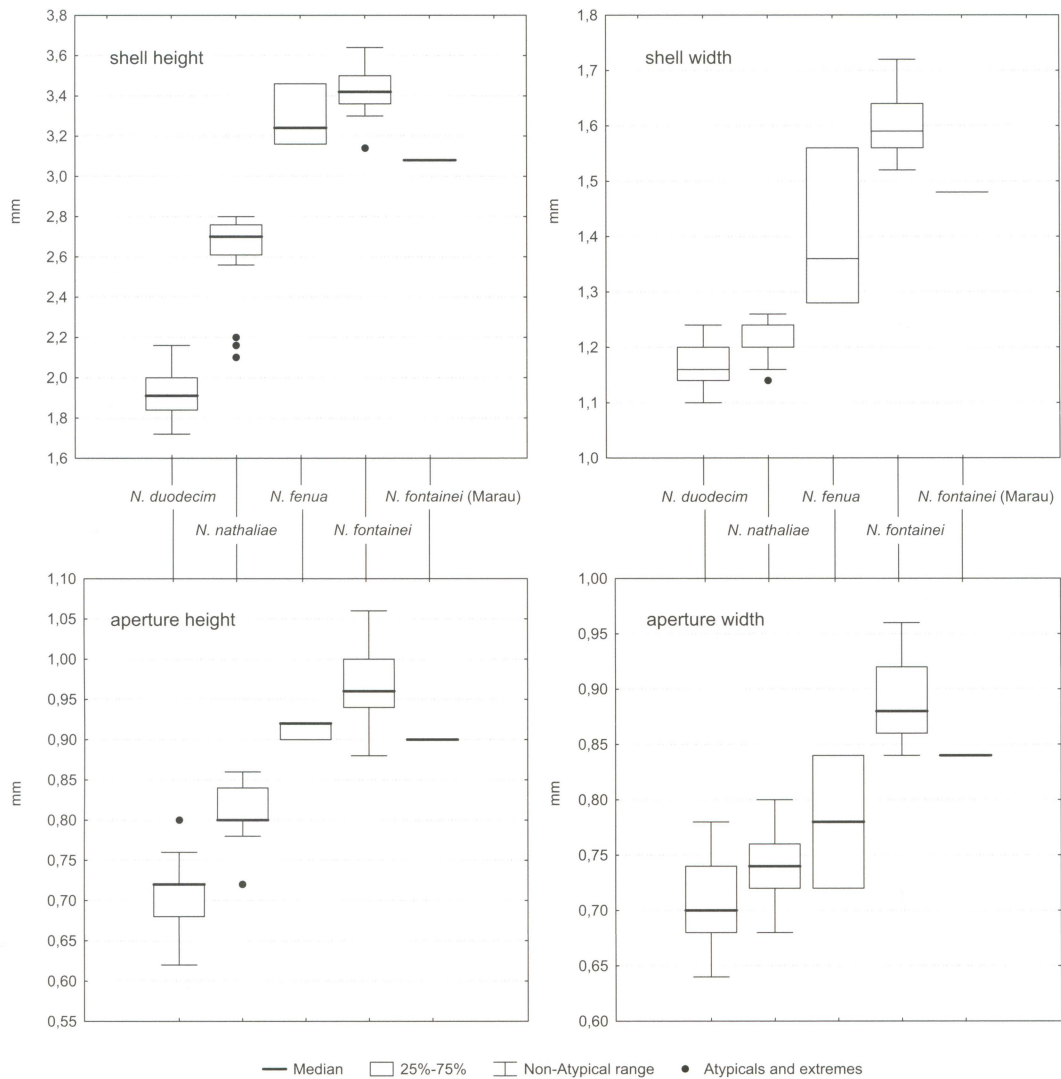 shell height
3,8
3,6
3,4
3,2
3,0
2,8
2,6
2,4
2,2
2,0
1,8
1,6
mm
shell width
1,8
1,7
1,6
1,5
1,4
1,3
1,2
1,1
1,0
mm
N. duodecim
N. fenua
N. fontainei (Marau)
N. nathaliae
N. fontainei
N. duodecim
N. fenua
N. fontainei (Marau)
N. nathaliae
N. fontainei
aperture height
1,10
1,05
1,00
0,95
0,90
0,85
0,80
0,75
0,70
0,65
0,60
0,55
mm
aperture width
1,00
0,95
0,90
0,85
0,80
0,75
0,70
0,65
0,60
mm
Median 25%-75% Non-Atypical range Atypicals and extremes